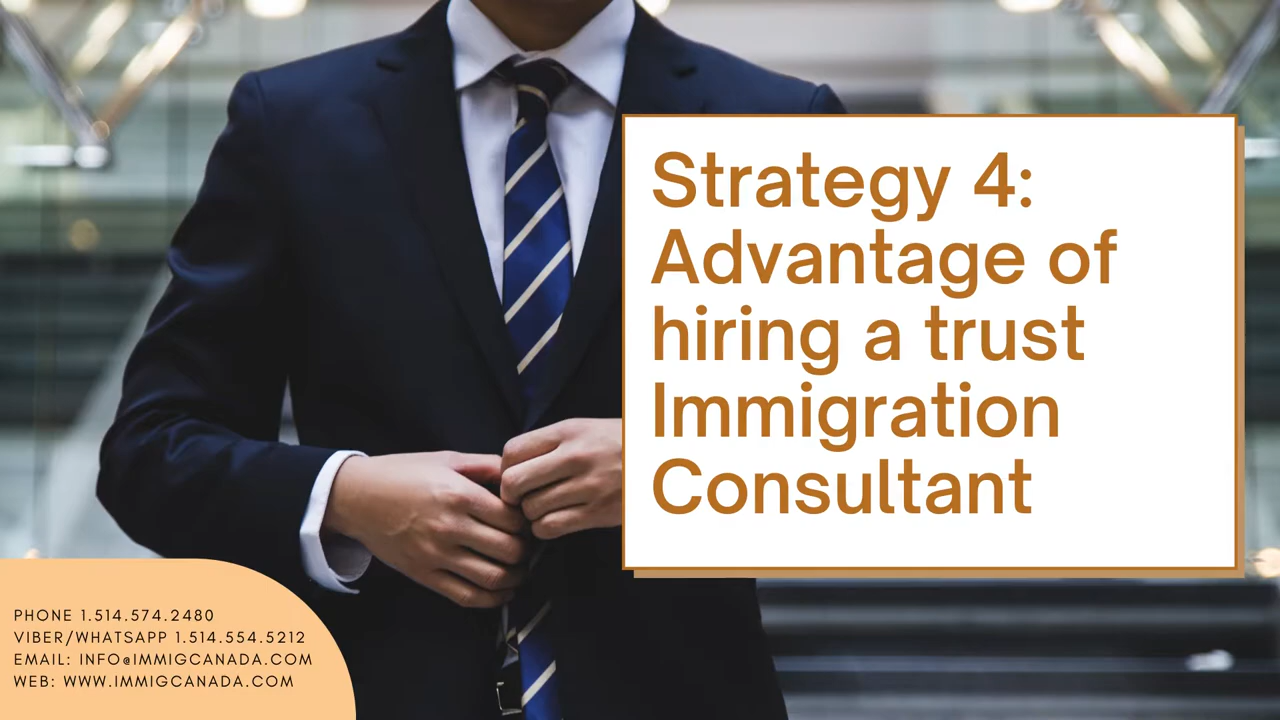 Strategy 4:
Advantage of
hiring a trust
Immigration
Consultant
PHONE 1.514.574.2480
VIBER/WHATSAPP 1.514.554.5212
EMAIL: INFO@IMMIGCANADA.COM
WEB: WWW.IMMIGCANADA.COM